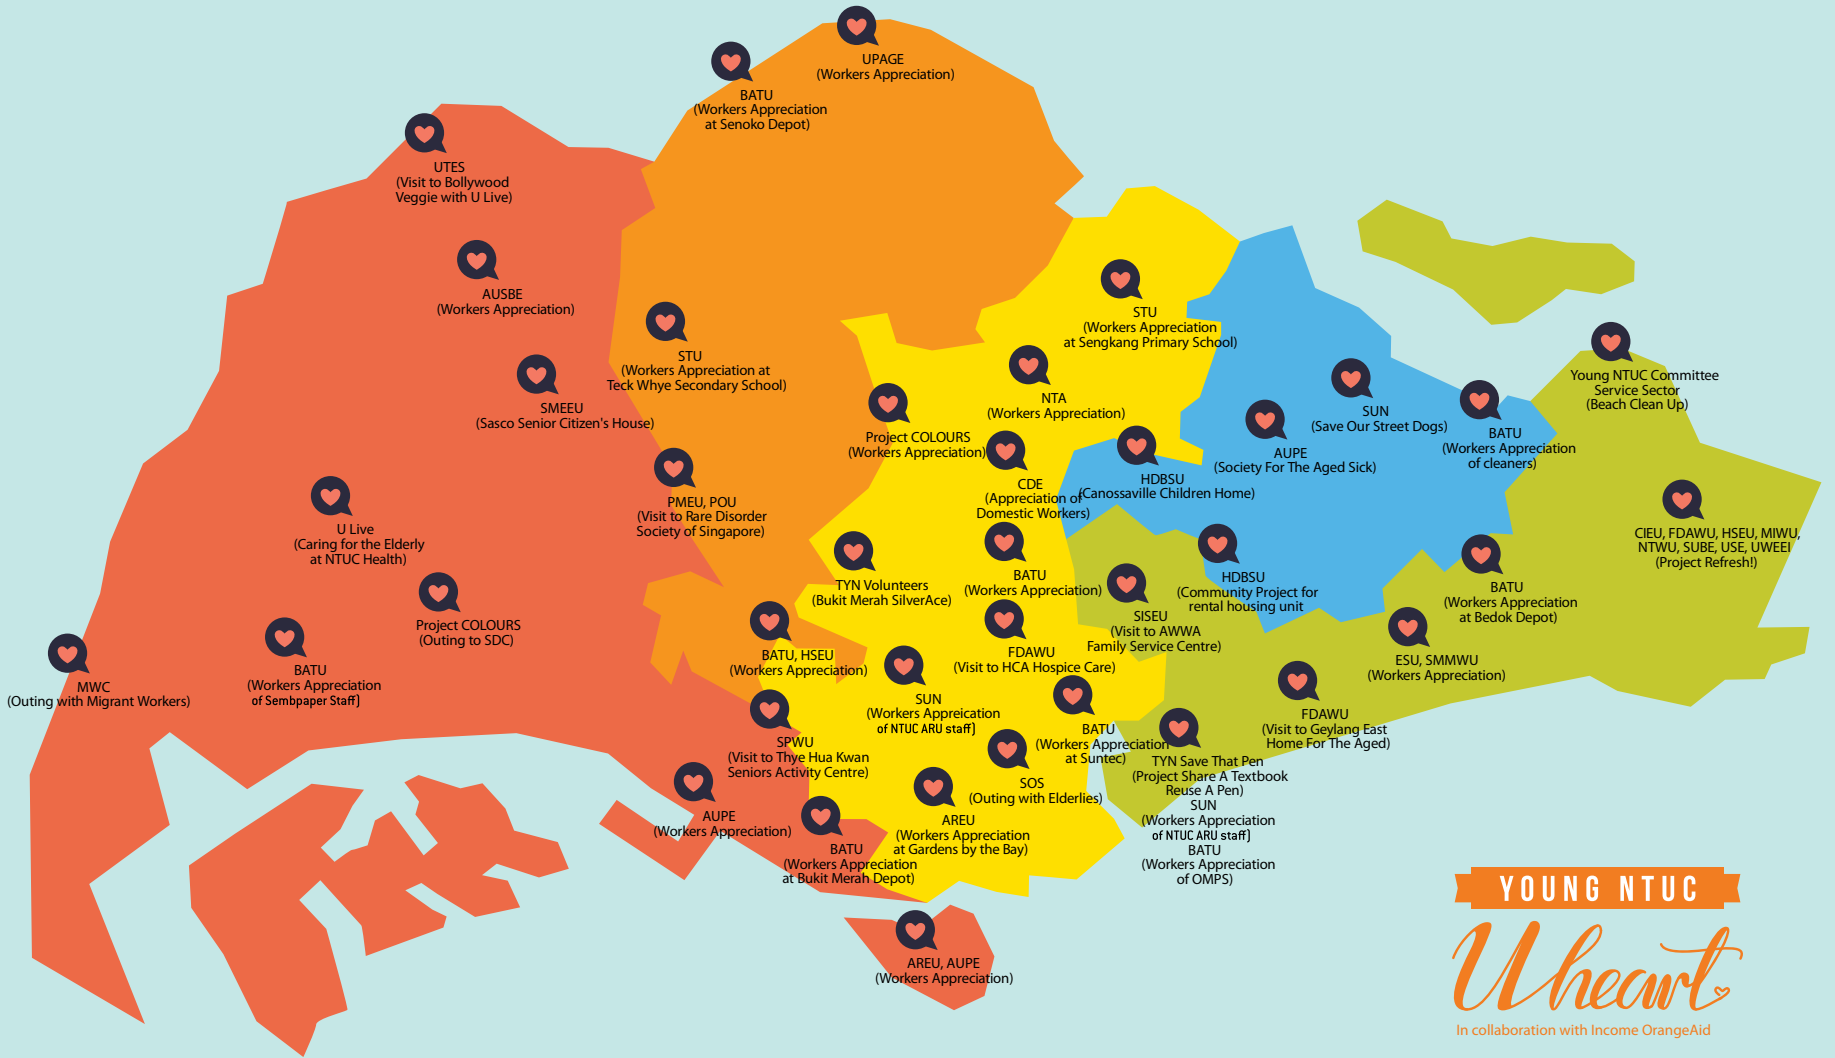 UPAGE
(Workers Appreciation)
BATU
(Workers Appreciation
at Senoko Depot)
UTES
(Visit to Bollywood
Veggie with U Live)
AUSBE
(Workers Appreciation)
STU
(Workers Appreciation
at Sengkang Primary School)
STU
(Workers Appreciation at
Teck Whye Secondary School)
SMEEU
(Sasco Senior Citizen's House)
NTA
(Workers Appreciation)
Project COLOURS
(Workers Appreciation)
Young NTUC Committee
Service Sector
(Beach Clean Up)
SUN
(Save Our Street Dogs)
BATU
(Workers Appreciation
of cleaners)
AUPE
(Society For The Aged Sick)
HDBSU
(Canossaville Children Home)
CDE
(Appreciation of
Domestic Workers)
PMEU, POU
(Visit to Rare Disorder
Society of Singapore)
U Live
(Caring for the Elderly
at NTUC Health)
CIEU, FDAWU, HSEU, MIWU,
NTWU, SUBE, USE, UWEEI
(Project Refresh!)
TYN Volunteers
(Bukit Merah SilverAce)
BATU
(Workers Appreciation)
HDBSU
(Community Project for
rental housing unit
BATU
(Workers Appreciation
at Bedok Depot)
SISEU
(Visit to AWWA
Family Service Centre)
Project COLOURS
(Outing to SDC)
BATU
(Workers Appreciation
of Sembpaper Staff)
MWC
(Outing with Migrant Workers)
BATU, HSEU
(Workers Appreciation)
FDAWU
(Visit to HCA Hospice Care)
ESU, SMMWU
(Workers Appreciation)
SUN
(Workers Appreication
of NTUC ARU staff)
FDAWU
(Visit to Geylang East
Home For The Aged)
BATU
(Workers Appreciation
at Suntec)
SPWU
(Visit to Thye Hua Kwan
Seniors Activity Centre)
TYN Save That Pen
(Project Share A Textbook
Reuse A Pen)
SUN
(Workers Appreciation
of NTUC ARU staff)
BATU
(Workers Appreciation
of OMPS)
SOS
(Outing with Elderlies)
AUPE
(Workers Appreciation)
AREU
(Workers Appreciation
at Gardens by the Bay)
BATU
(Workers Appreciation
at Bukit Merah Depot)
AREU, AUPE
(Workers Appreciation)
YOUNG NTUC
U heart
In collaboration with Income OrangeAid